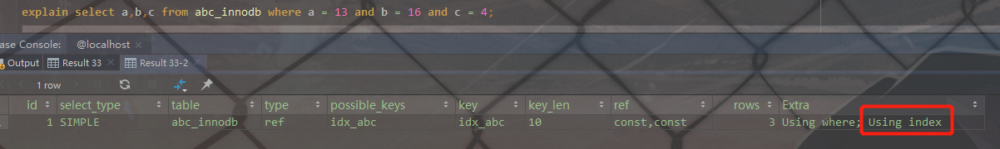 explain select a,b,c from abc_innodb where a = 13 and b = 16 and c = 4;
ase Console: @localhost
Output Result 33 Result 33-2
1 row
id select_type table type possible_keys key key_len ref rows Extra
1 SIMPLE abc_innodb ref idx_abc idx_abc 10 const,const 3 Using where; Using index